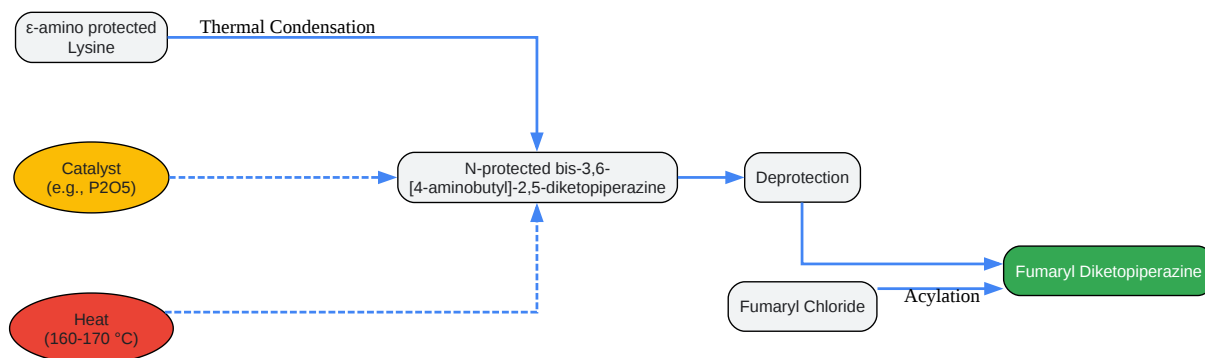 ε-amino protected
Lysine
Thermal Condensation
Catalyst
(e.g., P2O5)
N-protected bis-3,6-
[4-aminobutyl]-2,5-diketopiperazine
Deprotection
Heat
(160-170 °C)
Fumaryl Chloride
Acylation
Fumaryl Diketopiperazine